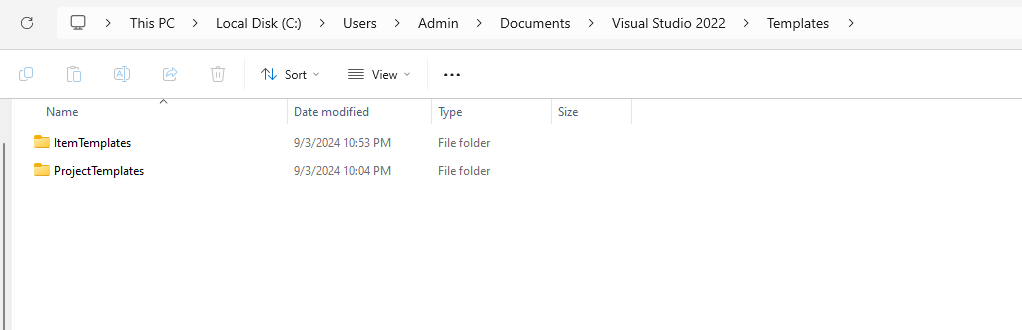 This PC > Local Disk (C:) > Users > Admin > Documents > Visual Studio 2022 > Templates >
Sort View ...
Name Date modified Type Size
ItemTemplates 9/3/2024 10:53 PM File folder
ProjectTemplates 9/3/2024 10:04 PM File folder